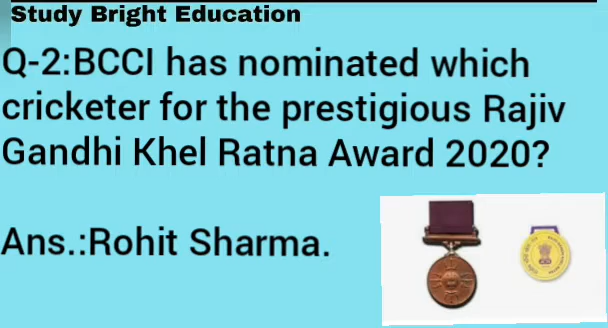 Study Bright Education
Q-2:BCCI has nominated which
cricketer for the prestigious Rajiv
Gandhi Khel Ratna Award 2020?
Ans.:Rohit Sharma.